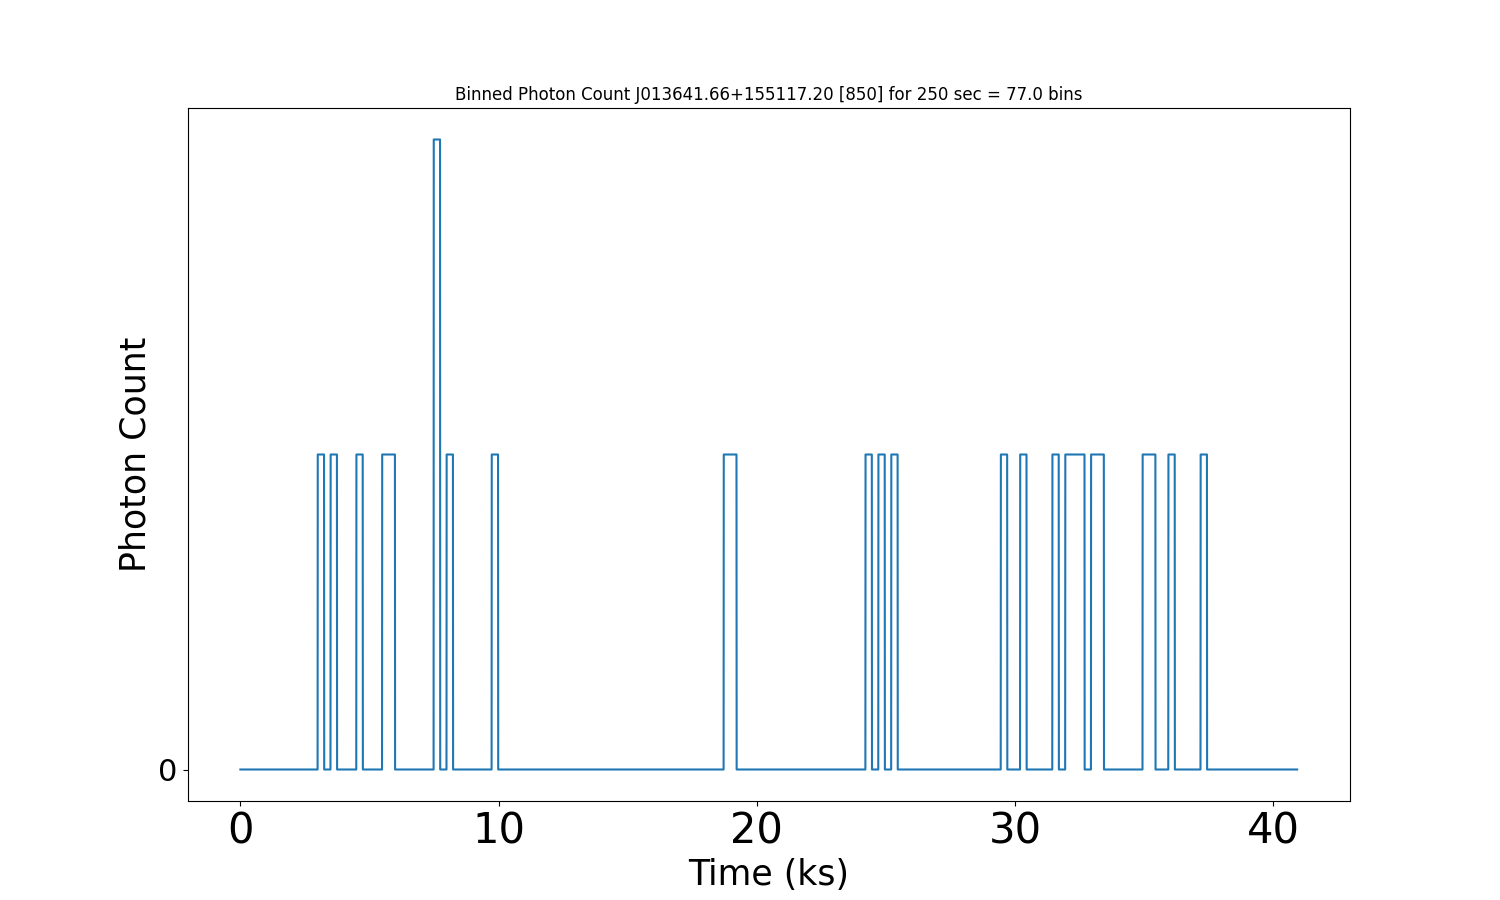 Binned Photon Count J013641.66+155117.20 [850] for 250 sec = 77.0 bins
Photon Count
0
0 10 20 30 40
Time (ks)